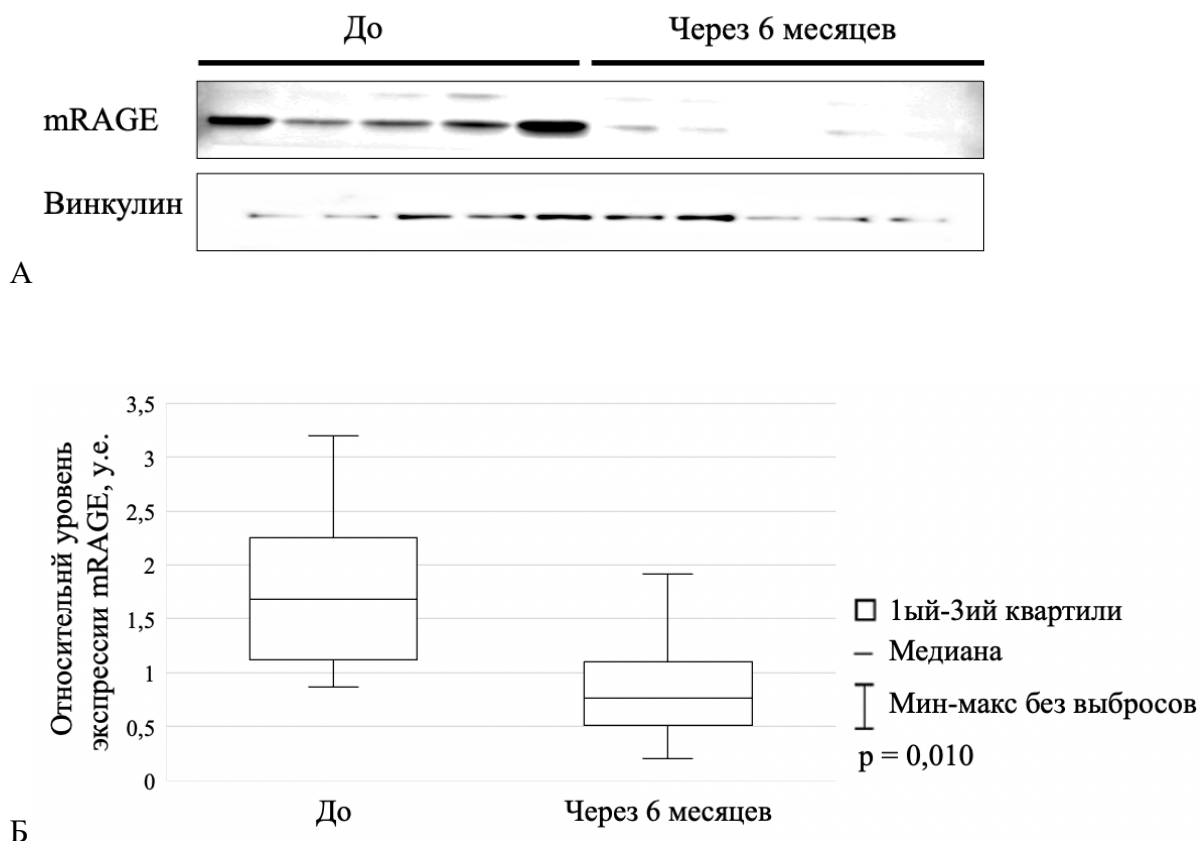 До
Через 6 месяцев
mRAGE
Винкулин
А
Относительнй уровень
экспрессии mRAGE, у.е.
3,5
3
2,5
2
1,5
1
0,5
0
До
Через 6 месяцев
1ый-3ий квартили
Медиана
Мин-макс без выбросов
p = 0,010
Б